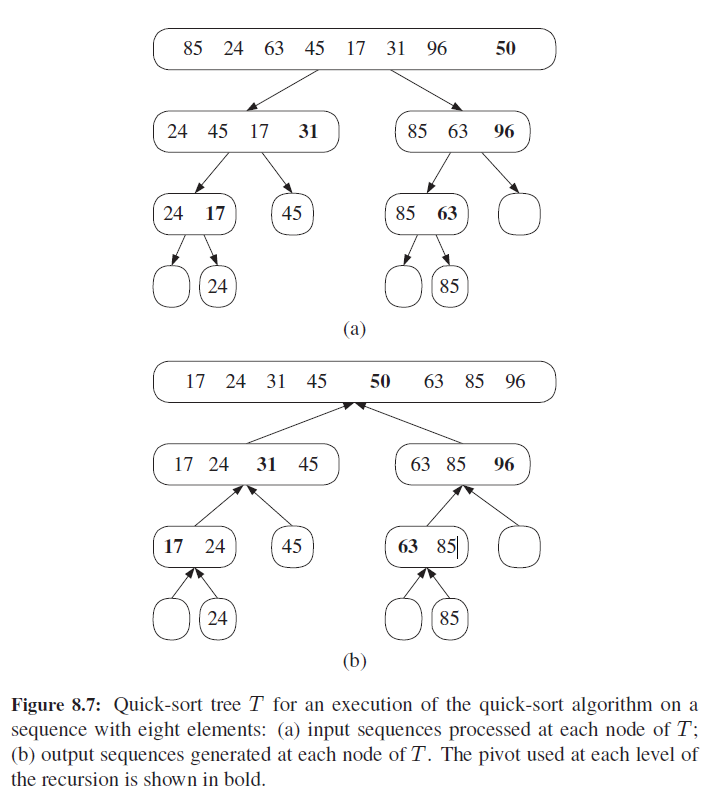 85 24 63 45 17 31 96 50
24 45 17 31 85 63 96
24 17 45 85 63
24 85
(a)
17 24 31 45 50 63 85 96
17 24 31 45 63 85 96
17 24 45 63 85
24 85
(b)
Figure 8.7: Quick-sort tree T for an execution of the quick-sort algorithm on a
sequence with eight elements: (a) input sequences processed at each node of T;
(b) output sequences generated at each node of T. The pivot used at each level of
the recursion is shown in bold.